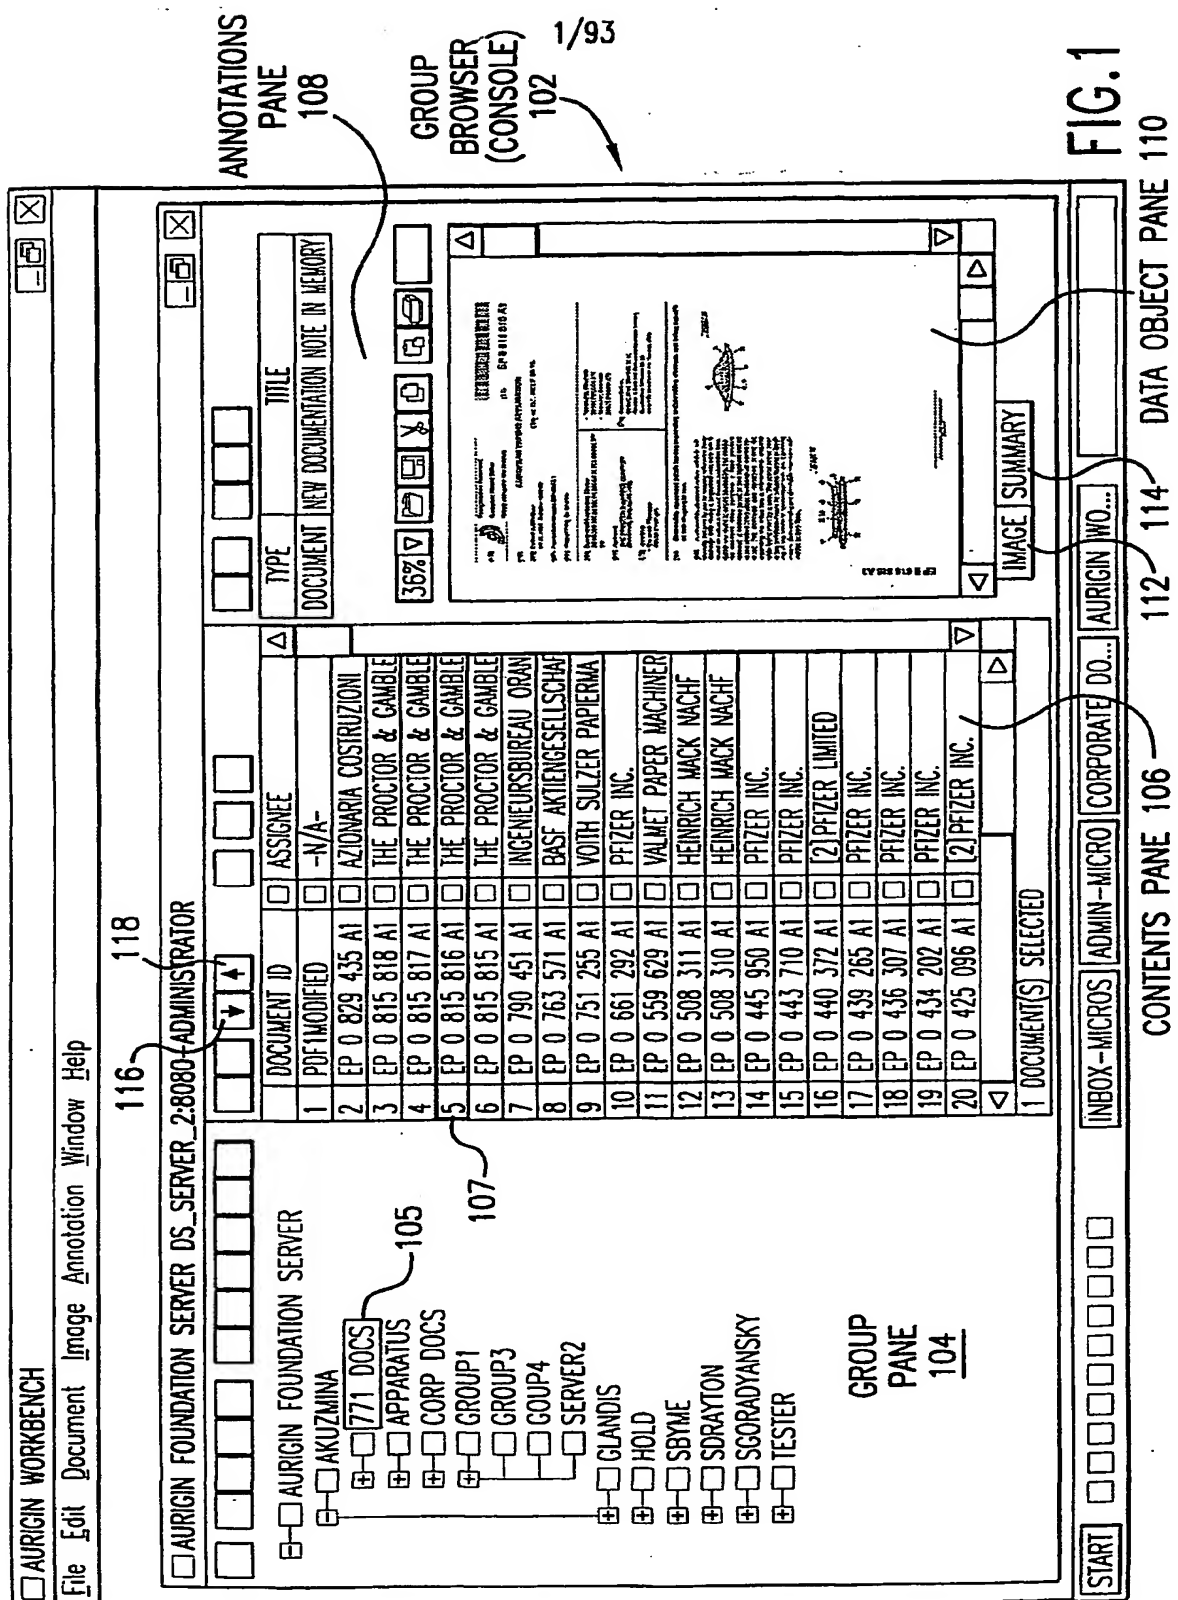 1/93
AURIGIN WORKBENCH
File Edit Document Image Annotation Window Help
AURIGIN FOUNDATION SERVER DS_SERVER_2:8080-ADMINISTRATOR
116
118
ANNOTATIONS
PANE
108
GROUP
BROWSER
(CONSOLE)
102
AURIGIN FOUNDATION SERVER
AKUZMINA
771 DOCS
APPARATUS
CORP DOCS
GROUP1
GROUP3
GOUP4
SERVER2
GLANDIS
HOLD
SBYME
SDRAYTON
SGORADYANSKY
TESTER
105
107
GROUP
PANE
104
DOCUMENT ID ASSIGNEE
1 PDF1MODIFIED -N/A-
2 EP 0 829 435 A1 AZIONARIA COSTRUZIONI
3 EP 0 815 818 A1 THE PROCTOR & GAMBLE
4 EP 0 815 817 A1 THE PROCTOR & GAMBLE
5 EP 0 815 816 A1 THE PROCTOR & GAMBLE
6 EP 0 815 815 A1 THE PROCTOR & GAMBLE
7 EP 0 790 451 A1 INGENIEURSBUREAU ORAN
8 EP 0 763 571 A1 BASF AKTIENGESELLSCHAF
9 EP 0 751 255 A1 VOITH SULZER PAPIERMA
10 EP 0 661 292 A1 PFIZER INC.
11 EP 0 559 629 A1 VALMET PAPER MACHINER
12 EP 0 508 311 A1 HEINRICH MACK NACHF
13 EP 0 508 310 A1 HEINRICH MACK NACHF
14 EP 0 445 950 A1 PFIZER INC.
15 EP 0 443 710 A1 PFIZER INC.
16 EP 0 440 372 A1 [2]PFIZER LIMITED
17 EP 0 439 265 A1 PFIZER INC.
18 EP 0 436 307 A1 PFIZER INC.
19 EP 0 434 202 A1 PFIZER INC.
20 EP 0 425 096 A1 [2]PFIZER INC.
1 DOCUMENT(S) SELECTED
TYPE TITLE
DOCUMENT NEW DOCUMENTATION NOTE IN MEMORY
36%
IMAGE SUMMARY
START INBOX-MICROS ADMIN-MICRO CORPORATE DO... AURIGIN WO...
CONTENTS PANE 106
112 114
DATA OBJECT PANE 110
FIG.1